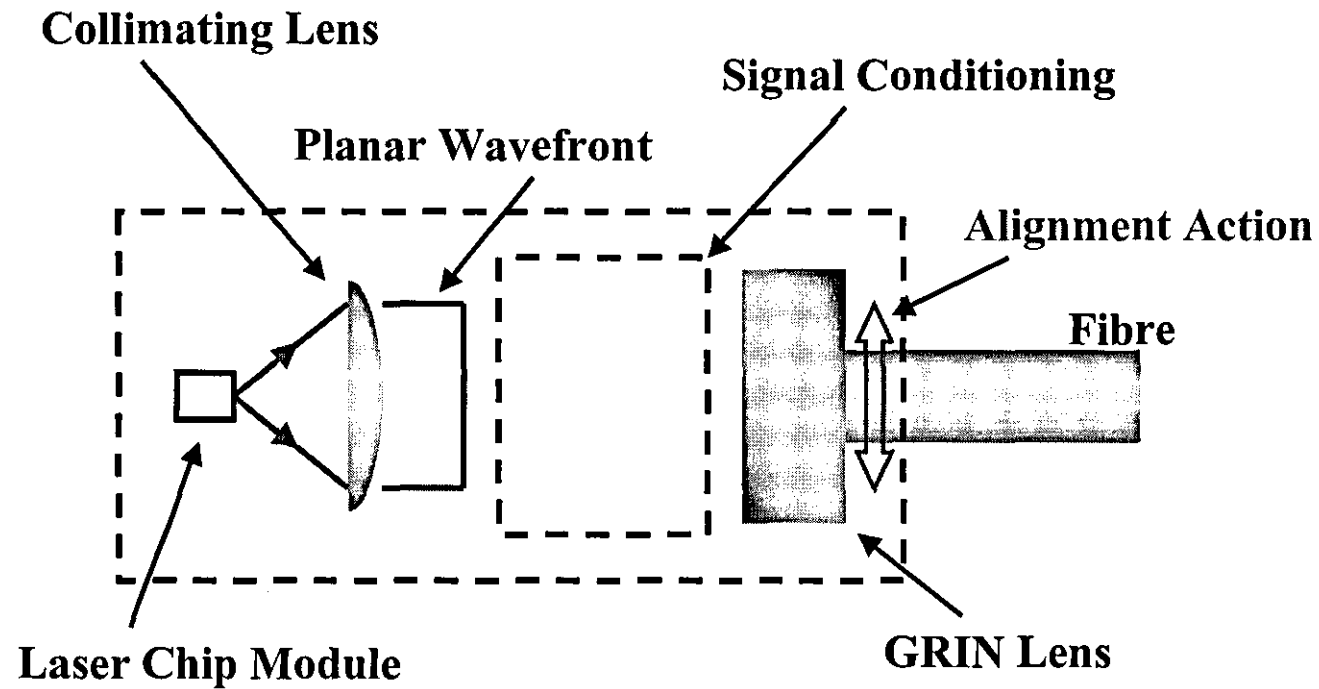 Collimating Lens
Signal Conditioning
Planar Wavefront
Alignment Action
Fibre
Laser Chip Module
GRIN Lens